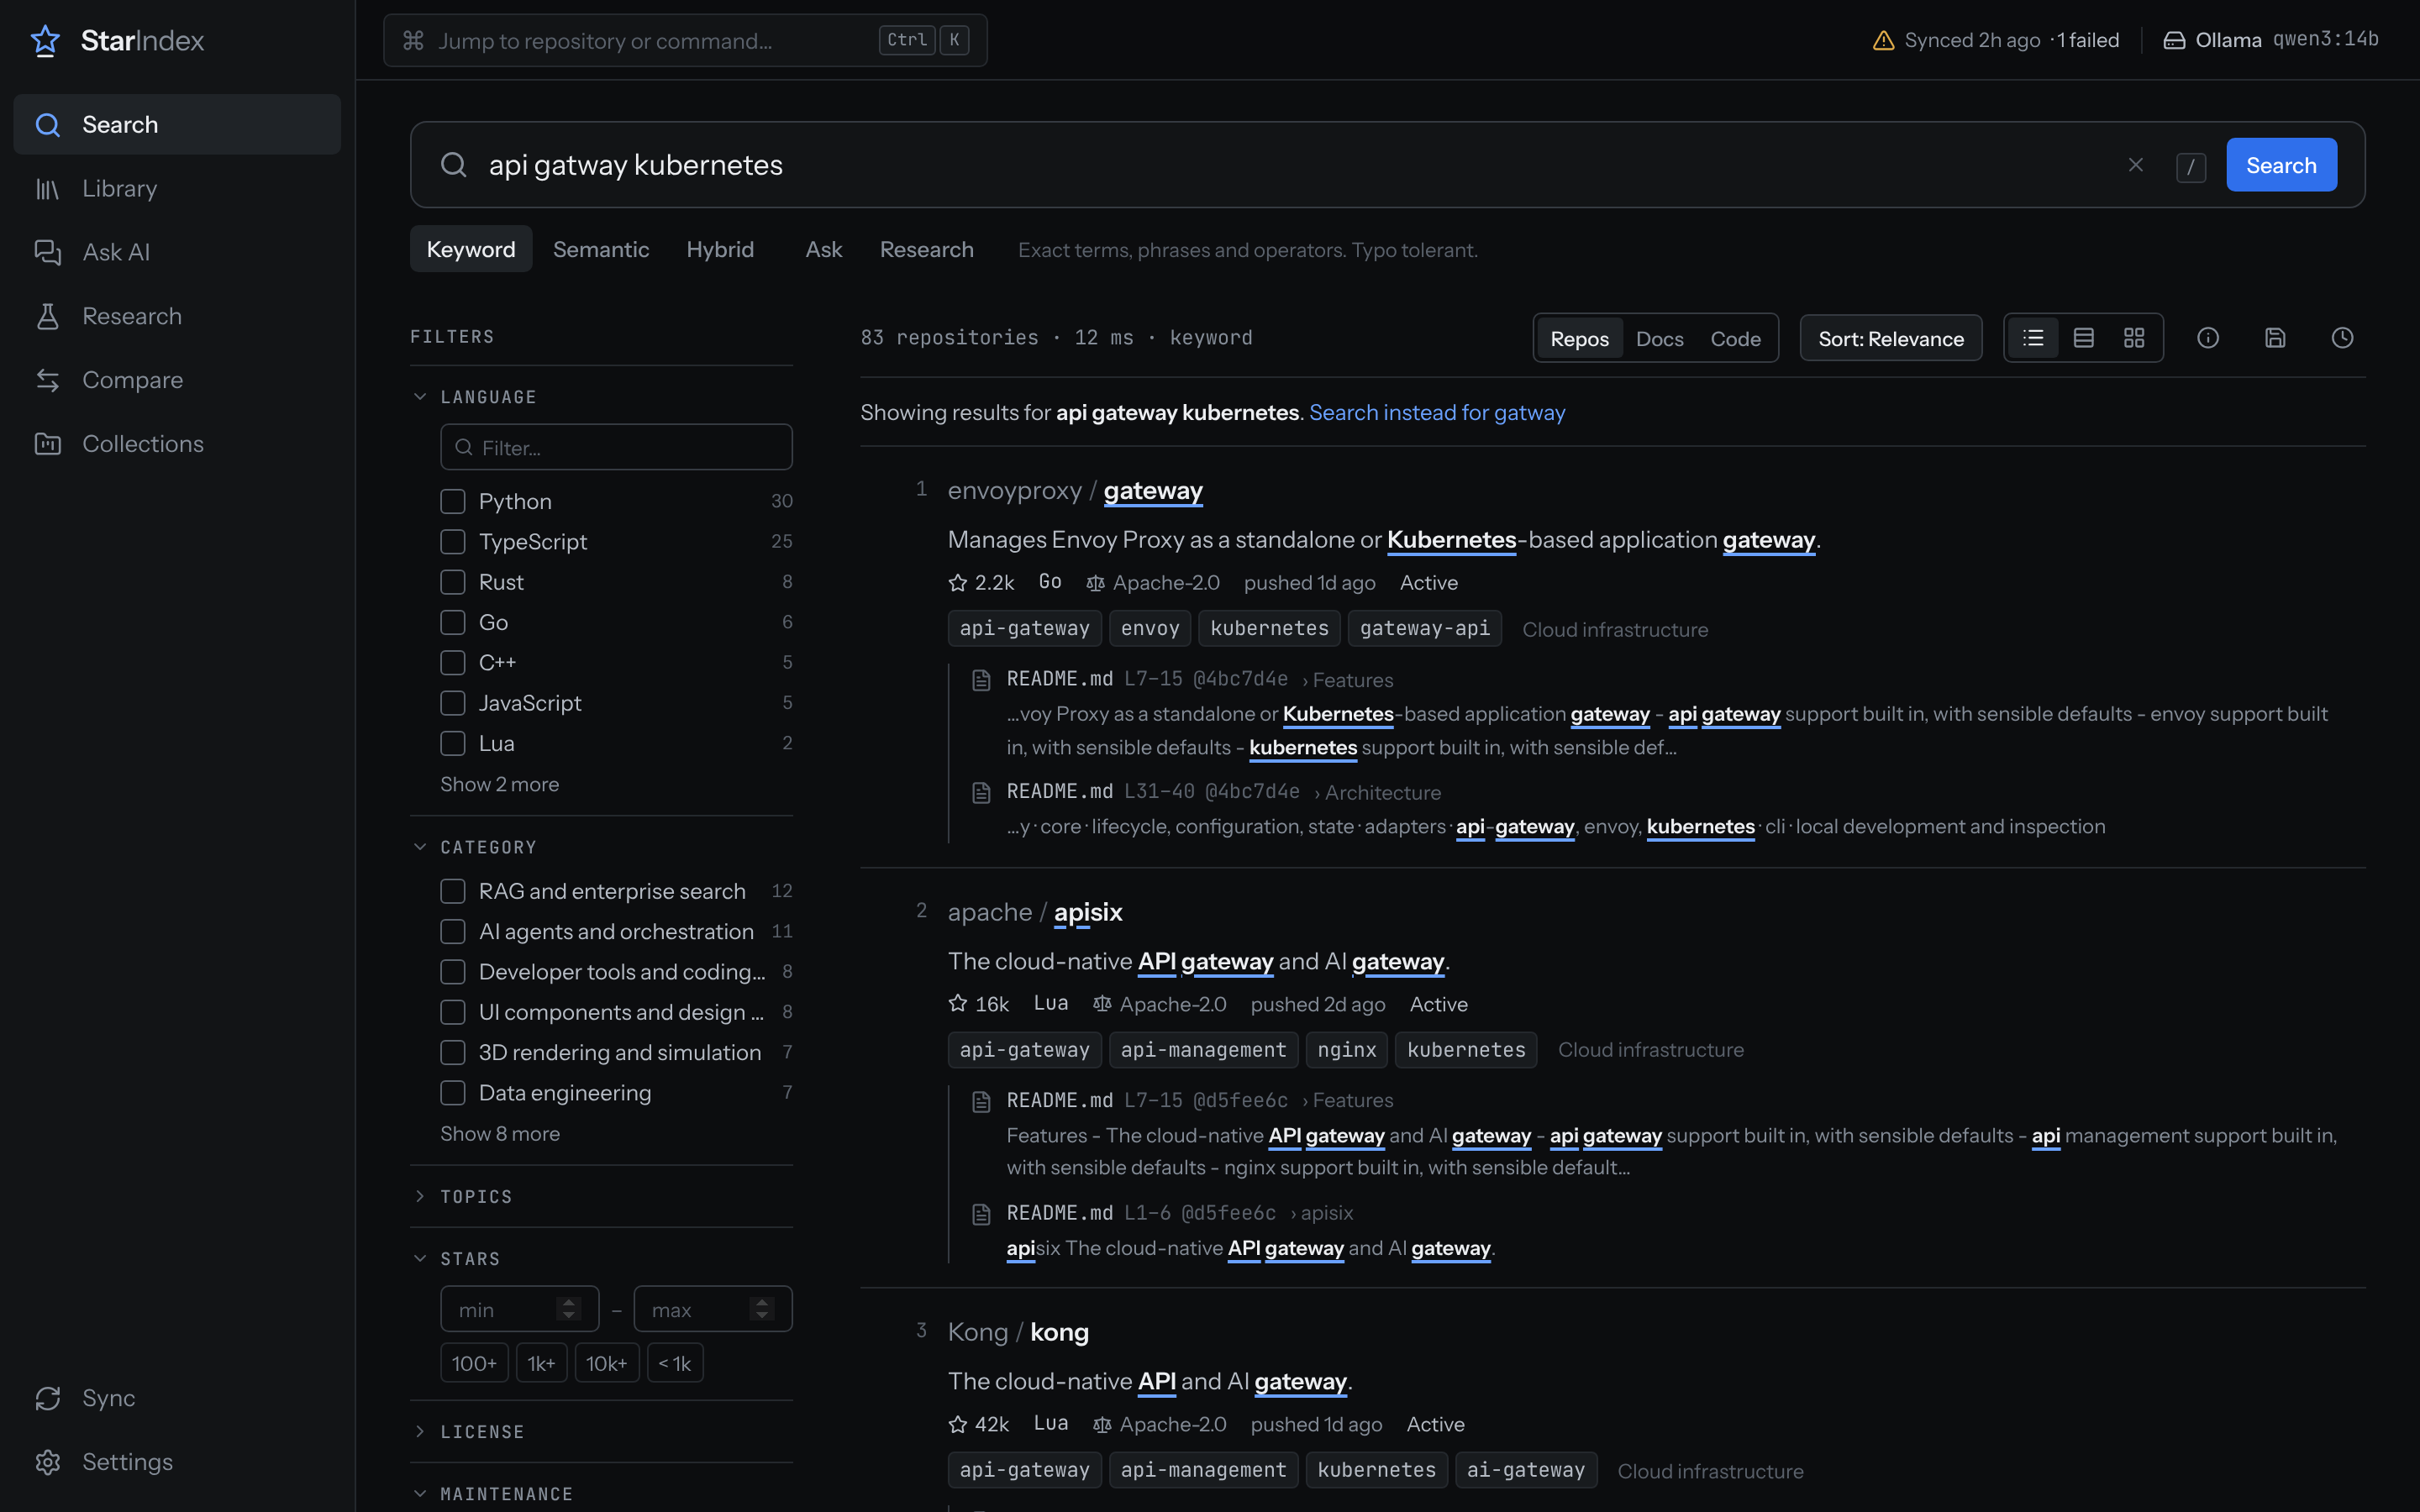 StarIndex
Search
Library
Ask AI
Research
Compare
Collections
Sync
Settings
Jump to repository or command... Ctrl K
Synced 2h ago · 1 failed
Ollama qwen3:14b
api gatway kubernetes
/
Search
Keyword Semantic Hybrid Ask Research Exact terms, phrases and operators. Typo tolerant.
FILTERS
LANGUAGE
Filter...
Python 30
TypeScript 25
Rust 8
Go 6
C++ 5
JavaScript 5
Lua 2
Show 2 more
CATEGORY
RAG and enterprise search 12
AI agents and orchestration 11
Developer tools and coding... 8
UI components and design ... 8
3D rendering and simulation 7
Data engineering 7
Show 8 more
TOPICS
STARS
min – max
100+ 1k+ 10k+ < 1k
LICENSE
MAINTENANCE
83 repositories · 12 ms · keyword
Repos Docs Code
Sort: Relevance
Showing results for api gateway kubernetes. Search instead for gatway
1 envoyproxy / gateway
Manages Envoy Proxy as a standalone or Kubernetes-based application gateway.
2.2k Go Apache-2.0 pushed 1d ago Active
api-gateway envoy kubernetes gateway-api Cloud infrastructure
README.md L7–15 @4bc7d4e › Features
...voy Proxy as a standalone or Kubernetes-based application gateway - api gateway support built in, with sensible defaults - envoy support built
in, with sensible defaults - kubernetes support built in, with sensible def...
README.md L31–40 @4bc7d4e › Architecture
...y · core · lifecycle, configuration, state · adapters · api-gateway, envoy, kubernetes · cli · local development and inspection
2 apache / apisix
The cloud-native API gateway and AI gateway.
16k Lua Apache-2.0 pushed 2d ago Active
api-gateway api-management nginx kubernetes Cloud infrastructure
README.md L7–15 @d5fee6c › Features
Features - The cloud-native API gateway and AI gateway - api gateway support built in, with sensible defaults - api management support built in,
with sensible defaults - nginx support built in, with sensible default...
README.md L1–6 @d5fee6c › apisix
apisix The cloud-native API gateway and AI gateway.
3 Kong / kong
The cloud-native API and AI gateway.
42k Lua Apache-2.0 pushed 1d ago Active
api-gateway api-management kubernetes ai-gateway Cloud infrastructure